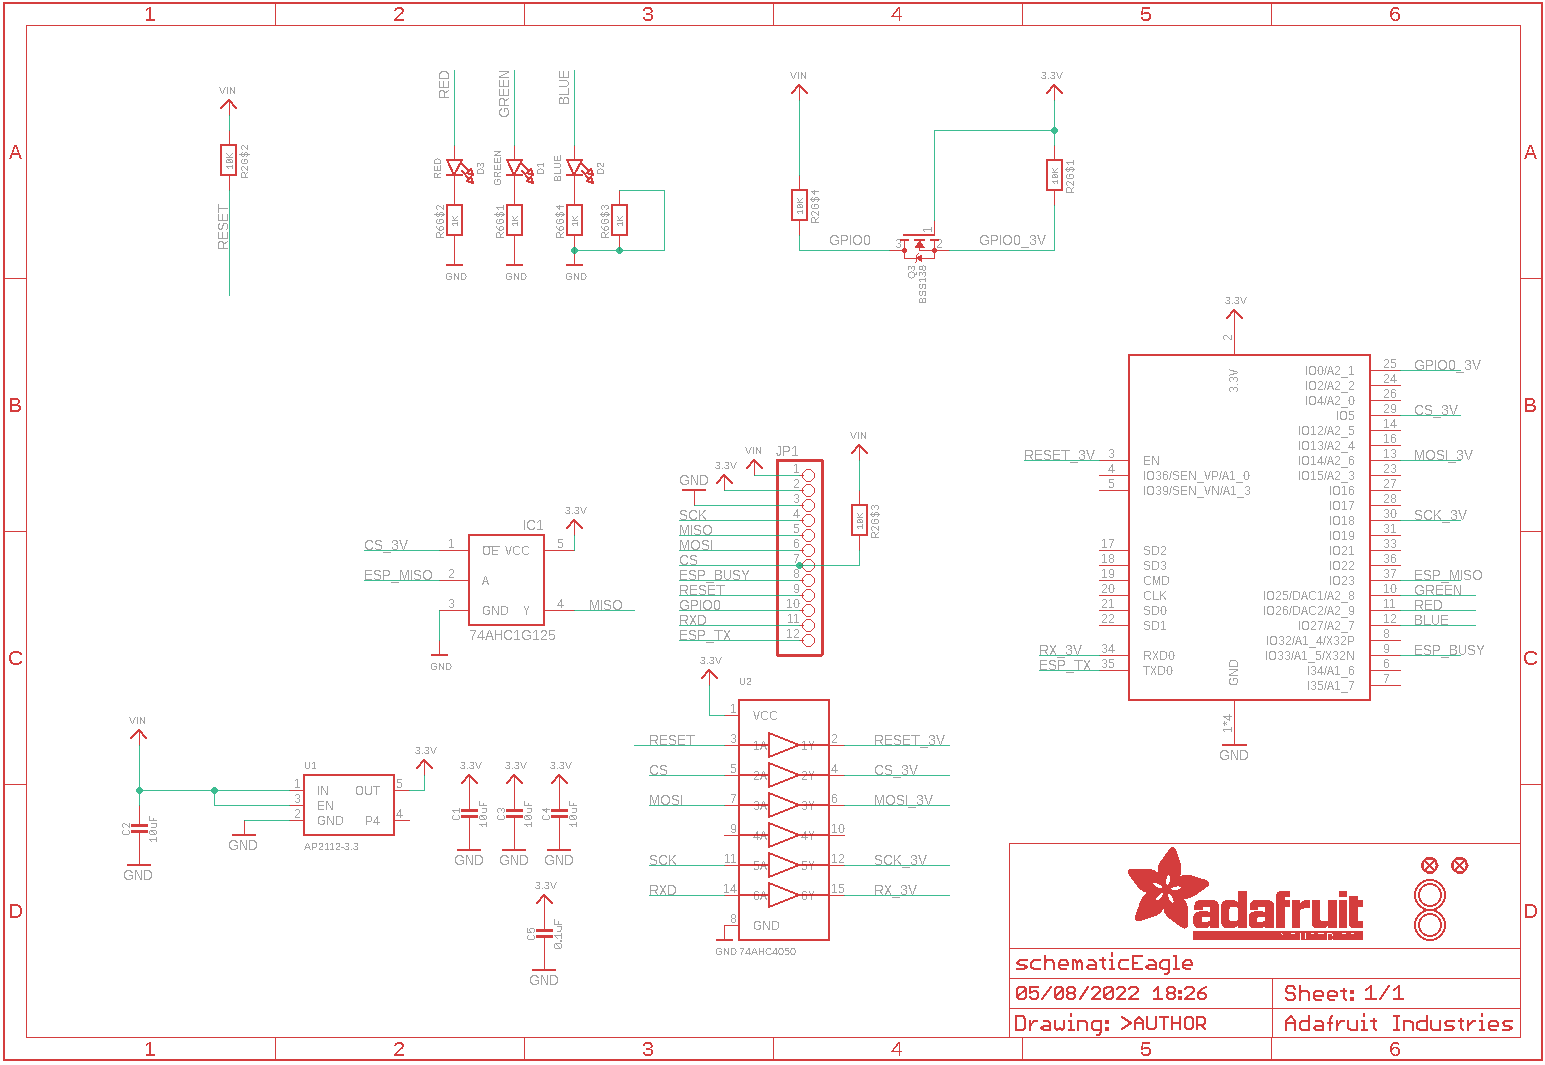 1 2 3 4 5 6
A
A
B
B
C
C
D
D
VIN
10K
R26$2
RESET
RED
GREEN
BLUE
RED
D3
GREEN
D1
BLUE
D2
R6G$2
1K
R6G$1
1K
R6G$4
1K
R6G$3
1K
GND
GND
GND
VIN
10K
R2G$4
GPIO0
3
1
2
Q3
BSS138
GPIO0_3V
3.3V
10K
R2G$1
3.3V
2
3.3V
RESET_3V 3 EN
4 IO36/SEN_VP/A1_0
5 IO39/SEN_VN/A1_3
17 SD2
18 SD3
19 CMD
20 CLK
21 SD0
22 SD1
RX_3V 34 RXD0
ESP_TX 35 TXD0
IO0/A2_1 25 GPIO0_3V
IO2/A2_2 24
IO4/A2_0 26
IO5 29 CS_3V
IO12/A2_5 14
IO13/A2_4 16
IO14/A2_6 13 MOSI_3V
IO15/A2_3 23
IO16 27
IO17 28
IO18 30 SCK_3V
IO19 31
IO21 33
IO22 36
IO23 37 ESP_MISO
IO25/DAC1/A2_8 10 GREEN
IO26/DAC2/A2_9 11 RED
IO27/A2_7 12 BLUE
IO32/A1_4/X32P 8
IO33/A1_5/X32N 9 ESP_BUSY
I34/A1_6 6
I35/A1_7 7
GND
1*4
GND
IC1
3.3V
CS_3V 1 OE VCC 5
ESP_MISO 2 A
3 GND Y 4 MISO
74AHC1G125
GND
JP1
VIN 1
3.3V 2
GND 3
SCK 4
MISO 5
MOSI 6
CS 7
ESP_BUSY 8
RESET 9
GPIO0 10
RXD 11
ESP_TX 12
VIN
10K
R2G$3
3.3V
U2
1 VCC
RESET 3 1A 1Y 2 RESET_3V
CS 5 2A 2Y 4 CS_3V
MOSI 7 3A 3Y 6 MOSI_3V
9 4A 4Y 10
SCK 11 5A 5Y 12 SCK_3V
RXD 14 6A 6Y 15 RX_3V
8 GND
GND 74AHC4050
VIN
C2
10uF
GND
U1
3.3V
1 IN OUT 5
3 EN
2 GND P4 4
GND
AP2112-3.3
3.3V
C1
10uF
GND
3.3V
C3
10uF
GND
3.3V
C4
10uF
GND
3.3V
C5
0.1uF
GND
adafruit
schematicEagle
05/08/2022 18:26 Sheet: 1/1
Drawing: >AUTHOR Adafruit Industries
1 2 3 4 5 6